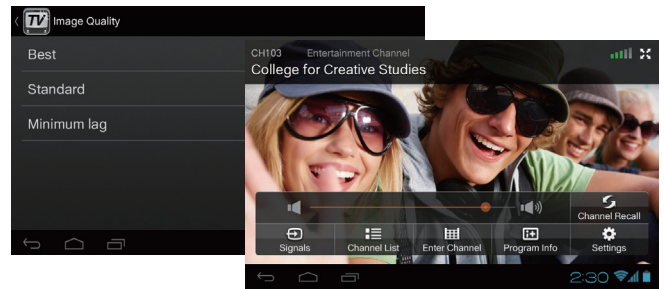 TV Image Quality
Best
Standard
Minimum lag
CH103 Entertainment Channel
College for Creative Studies
Channel Recall
Signals Channel List Enter Channel Program Info Settings
2:30